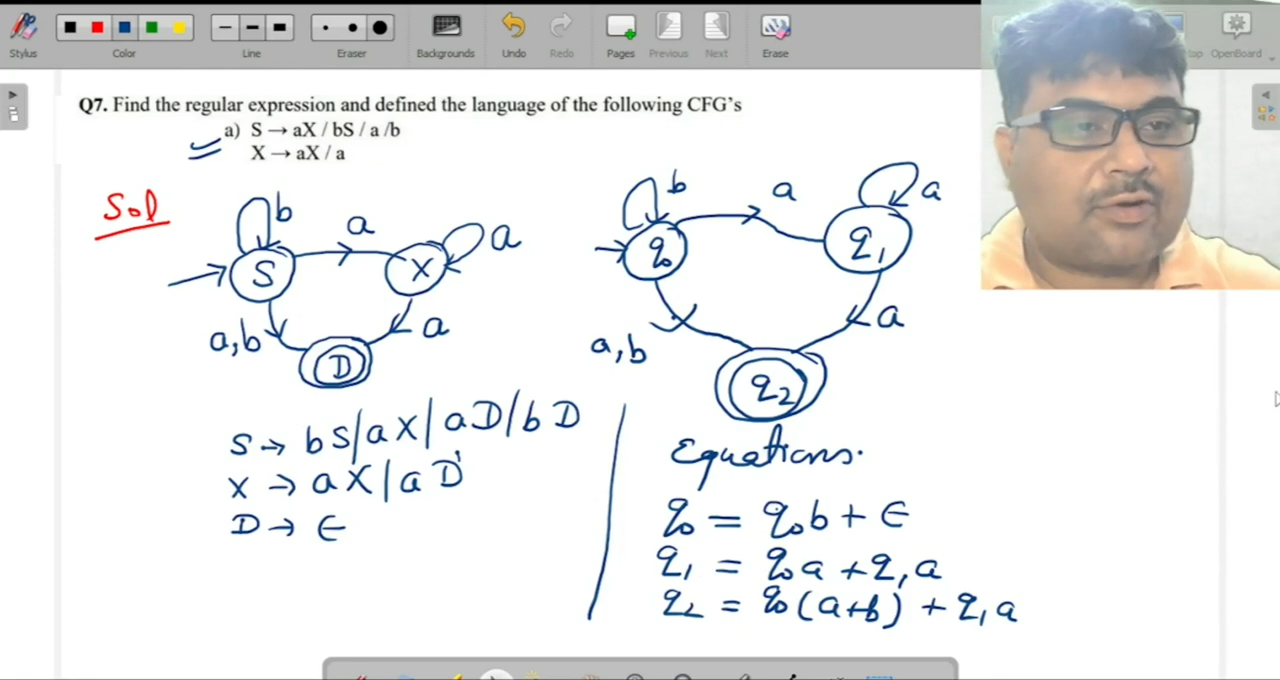 Stylus Color Line Eraser Backgrounds Undo Redo Pages Previous Next Erase OpenBoard
Q7. Find the regular expression and defined the language of the following CFG's
a) S → aX / bS / a /b
X → aX / a
Sol
b
a
a
S
X
a,b
a
D
b
a
a
q0
q1
a,b
a
q2
S → bS/aX/aD/bD
X → aX/aD
D → ∈
Equations.
q0 = q0b + ∈
q1 = q0a + q1a
q2 = q0(a+b) + q1a